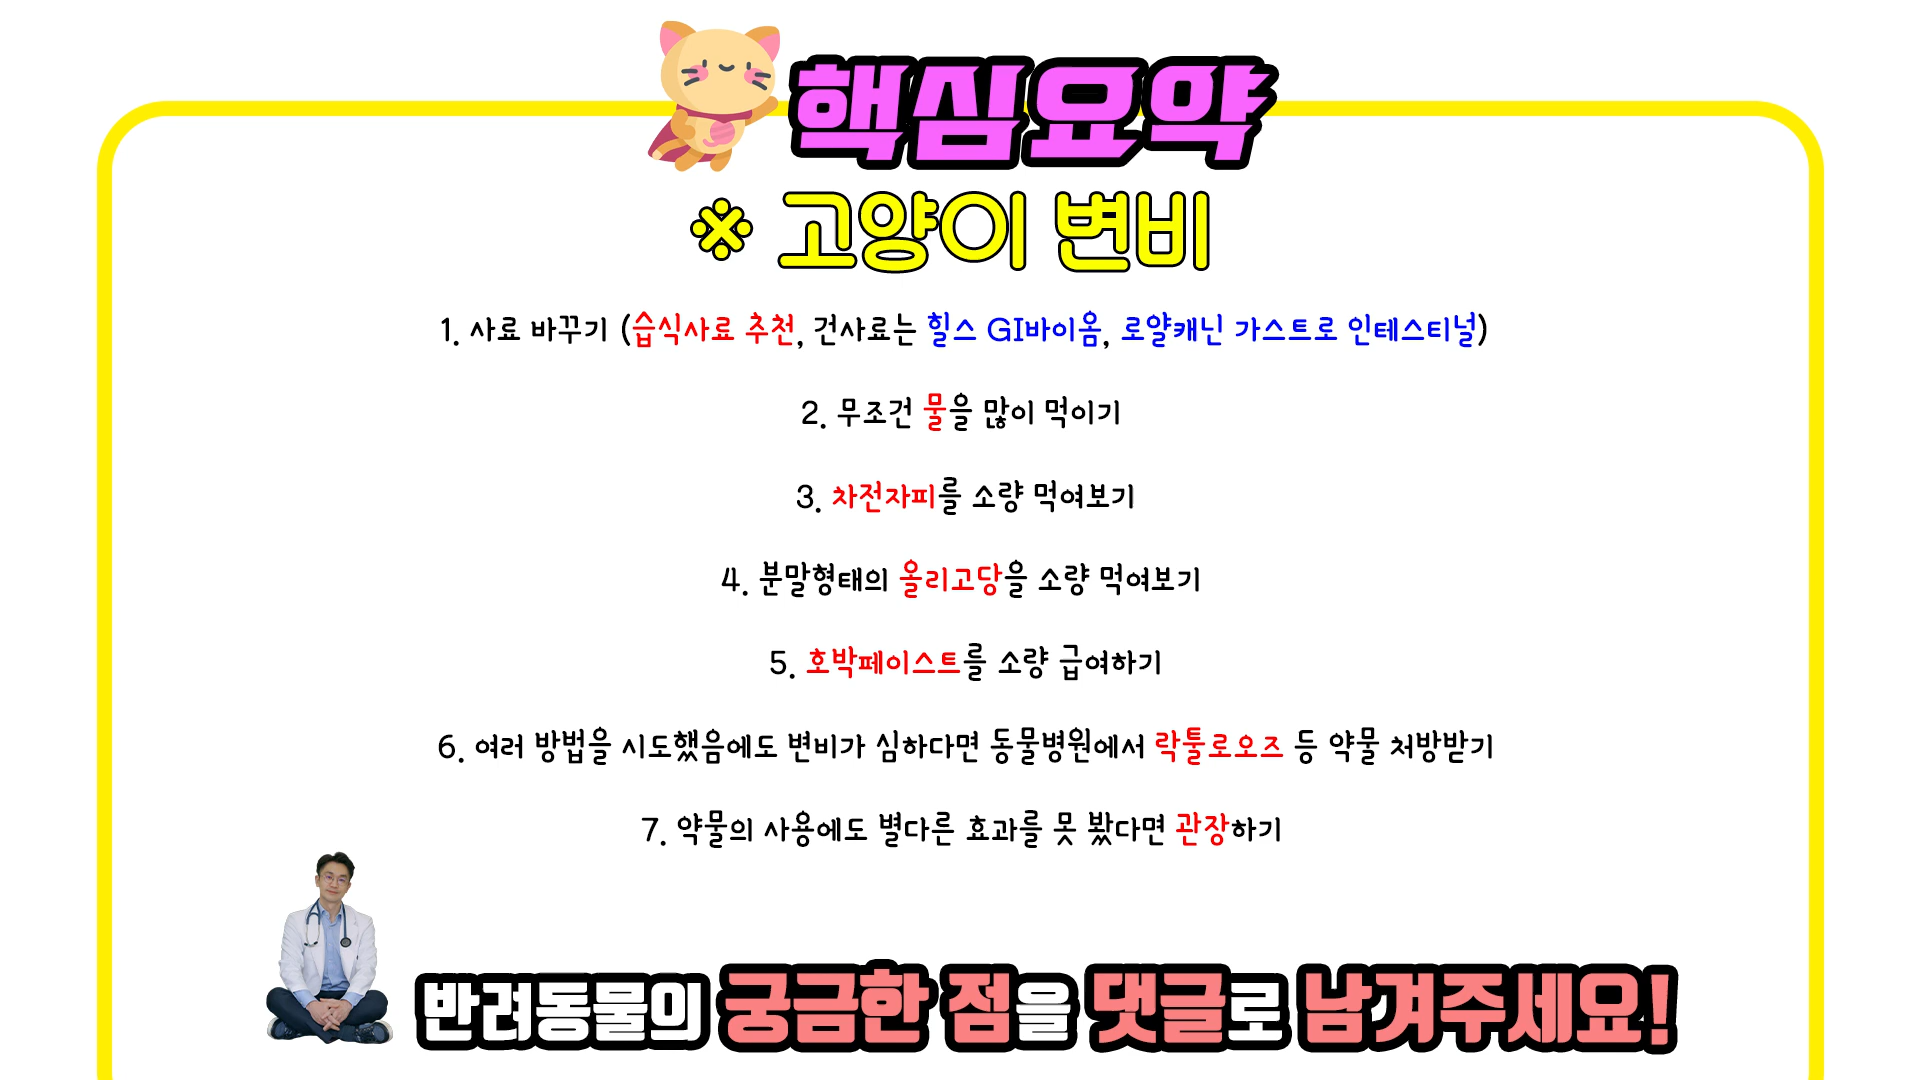 핵심요약
※ 고양이 변비
1. 사료 바꾸기 (습식사료 추천, 건사료는 힐스 GI바이옴, 로얄캐닌 가스트로 인테스티널)
2. 무조건 물을 많이 먹이기
3. 차전자피를 소량 먹여보기
4. 분말형태의 올리고당을 소량 먹여보기
5. 호박페이스트를 소량 급여하기
6. 여러 방법을 시도했음에도 변비가 심하다면 동물병원에서 락툴로오즈 등 약물 처방받기
7. 약물의 사용에도 별다른 효과를 못 봤다면 관장하기
반려동물의 궁금한 점을 댓글로 남겨주세요!